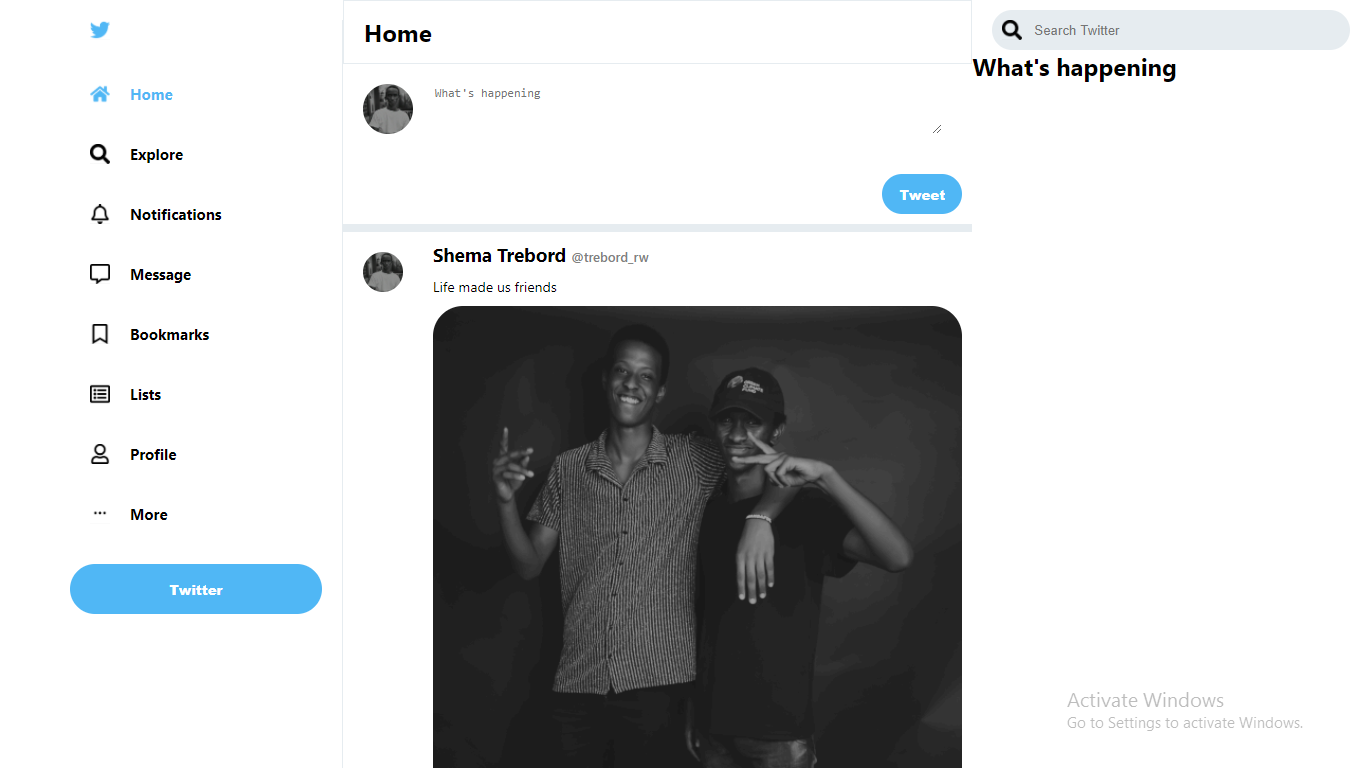 Home
Explore
Notifications
Message
Bookmarks
Lists
Profile
More
Twitter
Home
What's happening
Tweet
Shema Trebord @trebord_rw
Life made us friends
Search Twitter
What's happening
Activate Windows
Go to Settings to activate Windows.